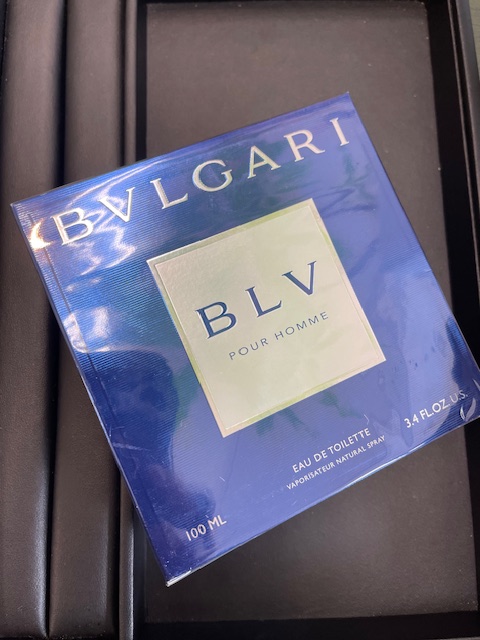 BVLGARI
BLV
POUR HOMME
EAU DE TOILETTE
VAPORISATEUR NATURAL SPRAY
100 ML
3.4 FL.OZ. U.S.